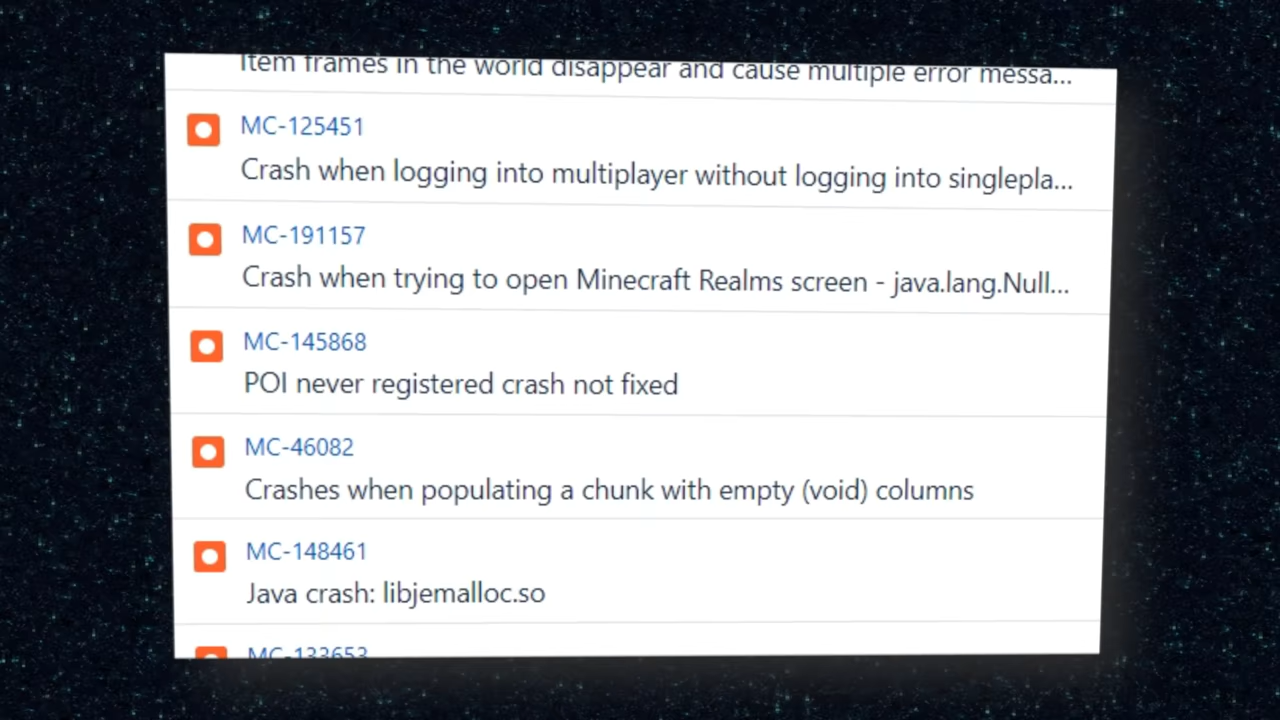 Item frames in the world disappear and cause multiple error messa...
MC-125451
Crash when logging into multiplayer without logging into singlepla...
MC-191157
Crash when trying to open Minecraft Realms screen - java.lang.Null...
MC-145868
POI never registered crash not fixed
MC-46082
Crashes when populating a chunk with empty (void) columns
MC-148461
Java crash: libjemalloc.so
MC-133653